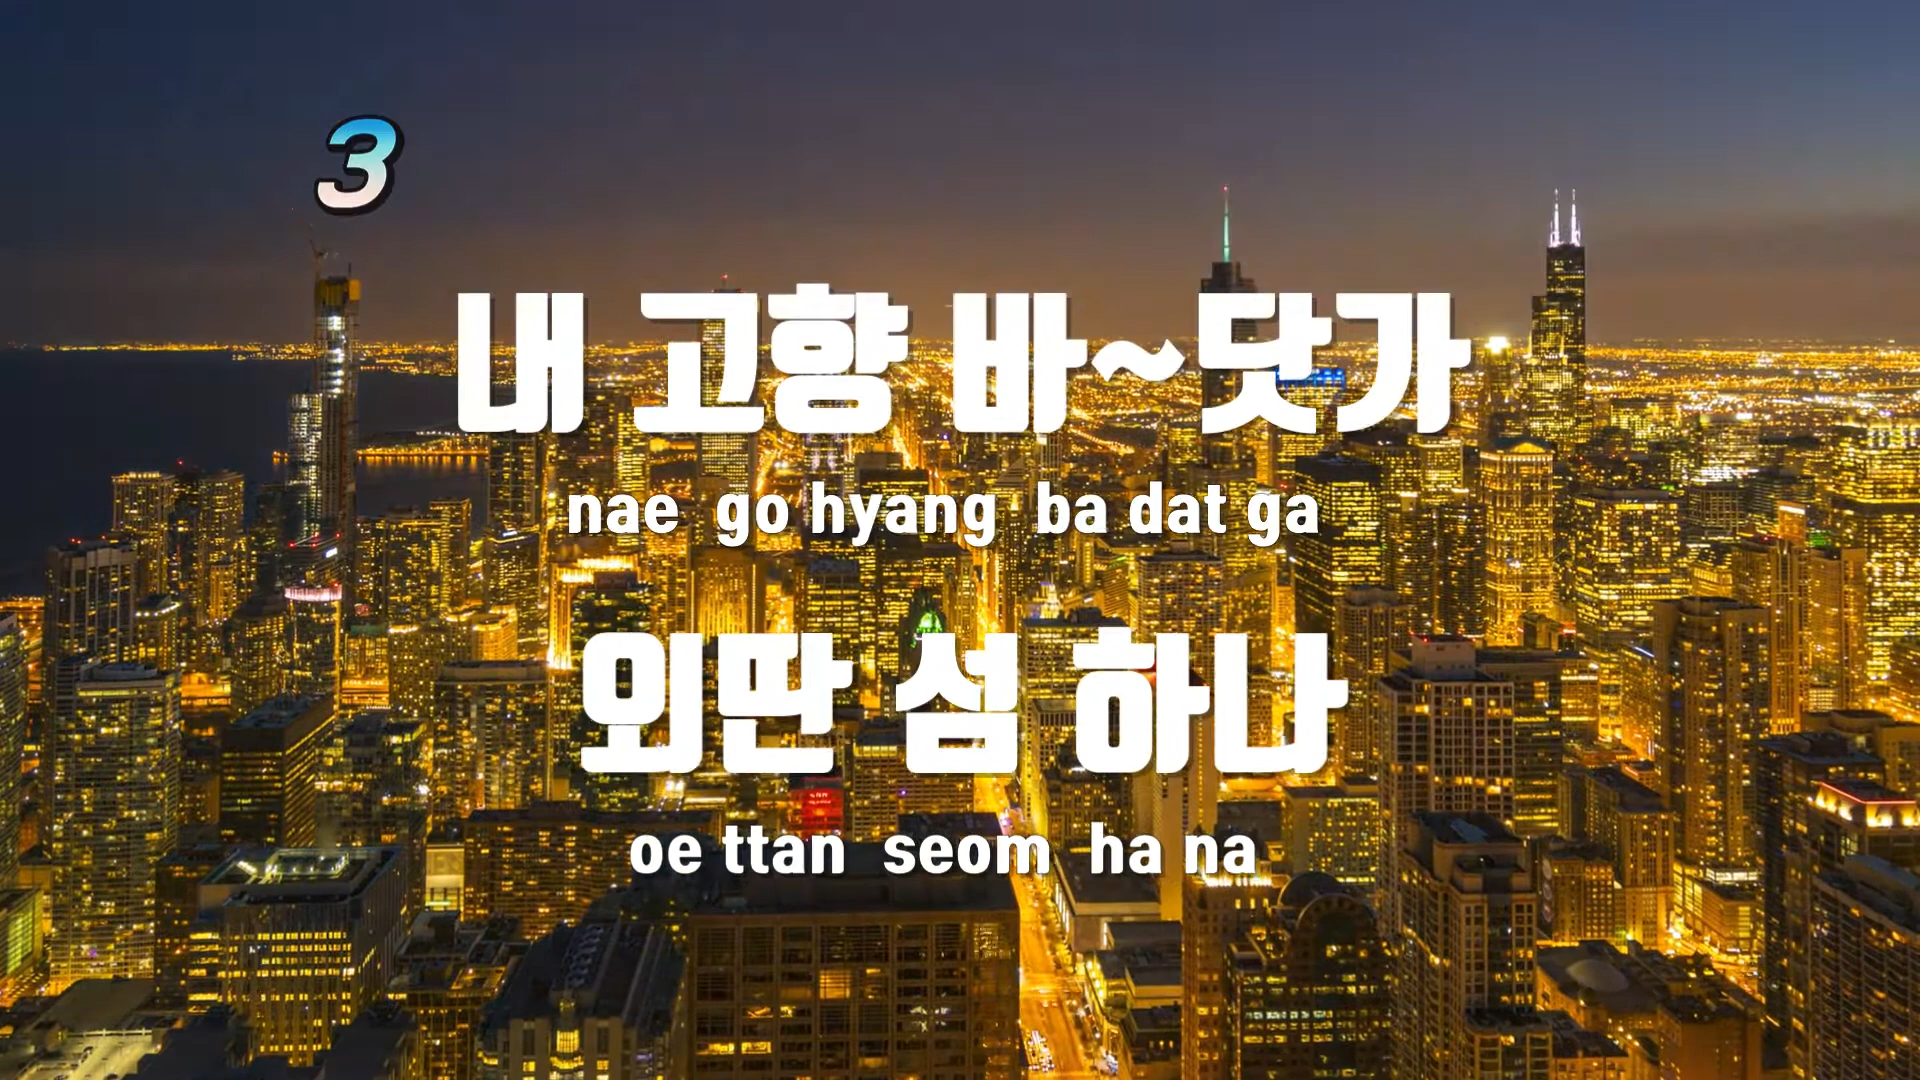 3
내 고향 바~닷가
nae go hyang ba dat ga
외딴 섬 하나
oe ttan seom ha na